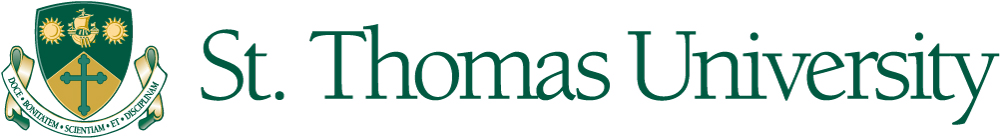 St. Thomas University
DOCE • BONITATEM • SCIENTIAM • ET • DISCIPLINAM